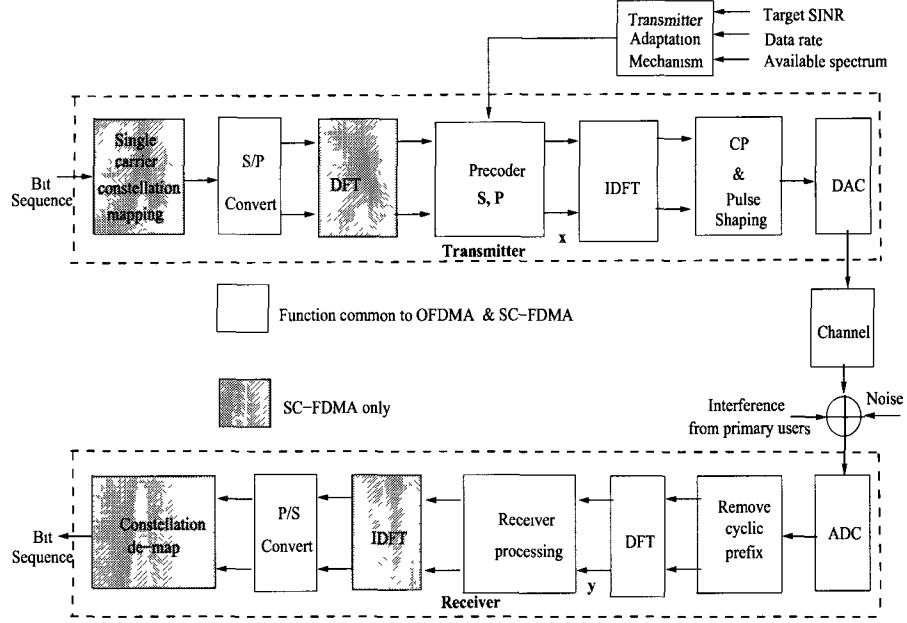 Transmitter
Adaptation
Mechanism
Target SINR
Data rate
Available spectrum
Bit
Sequence
Single
carrier
constellation
mapping
S/P
Convert
DFT
Precoder
S, P
x
IDFT
CP
&
Pulse
Shaping
DAC
Transmitter
Function common to OFDMA & SC-FDMA
Channel
SC-FDMA only
Interference
from primary users
Noise
Bit
Sequence
Constellation
de-map
P/S
Convert
IDFT
Receiver
processing
y
DFT
Remove
cyclic
prefix
ADC
Receiver